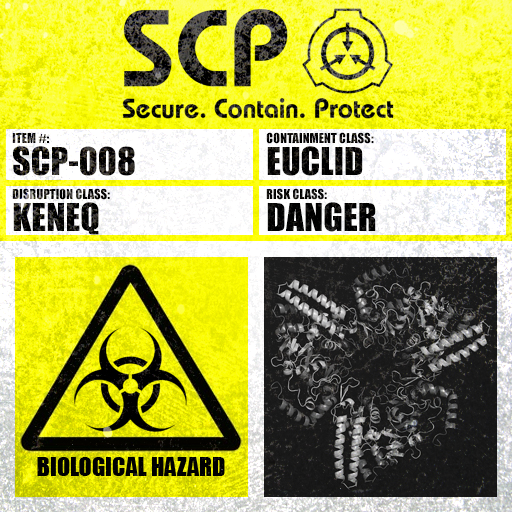 SCP
Secure. Contain. Protect
ITEM #:
SCP-008
CONTAINMENT CLASS:
EUCLID
DISRUPTION CLASS:
KENEQ
RISK CLASS:
DANGER
BIOLOGICAL HAZARD